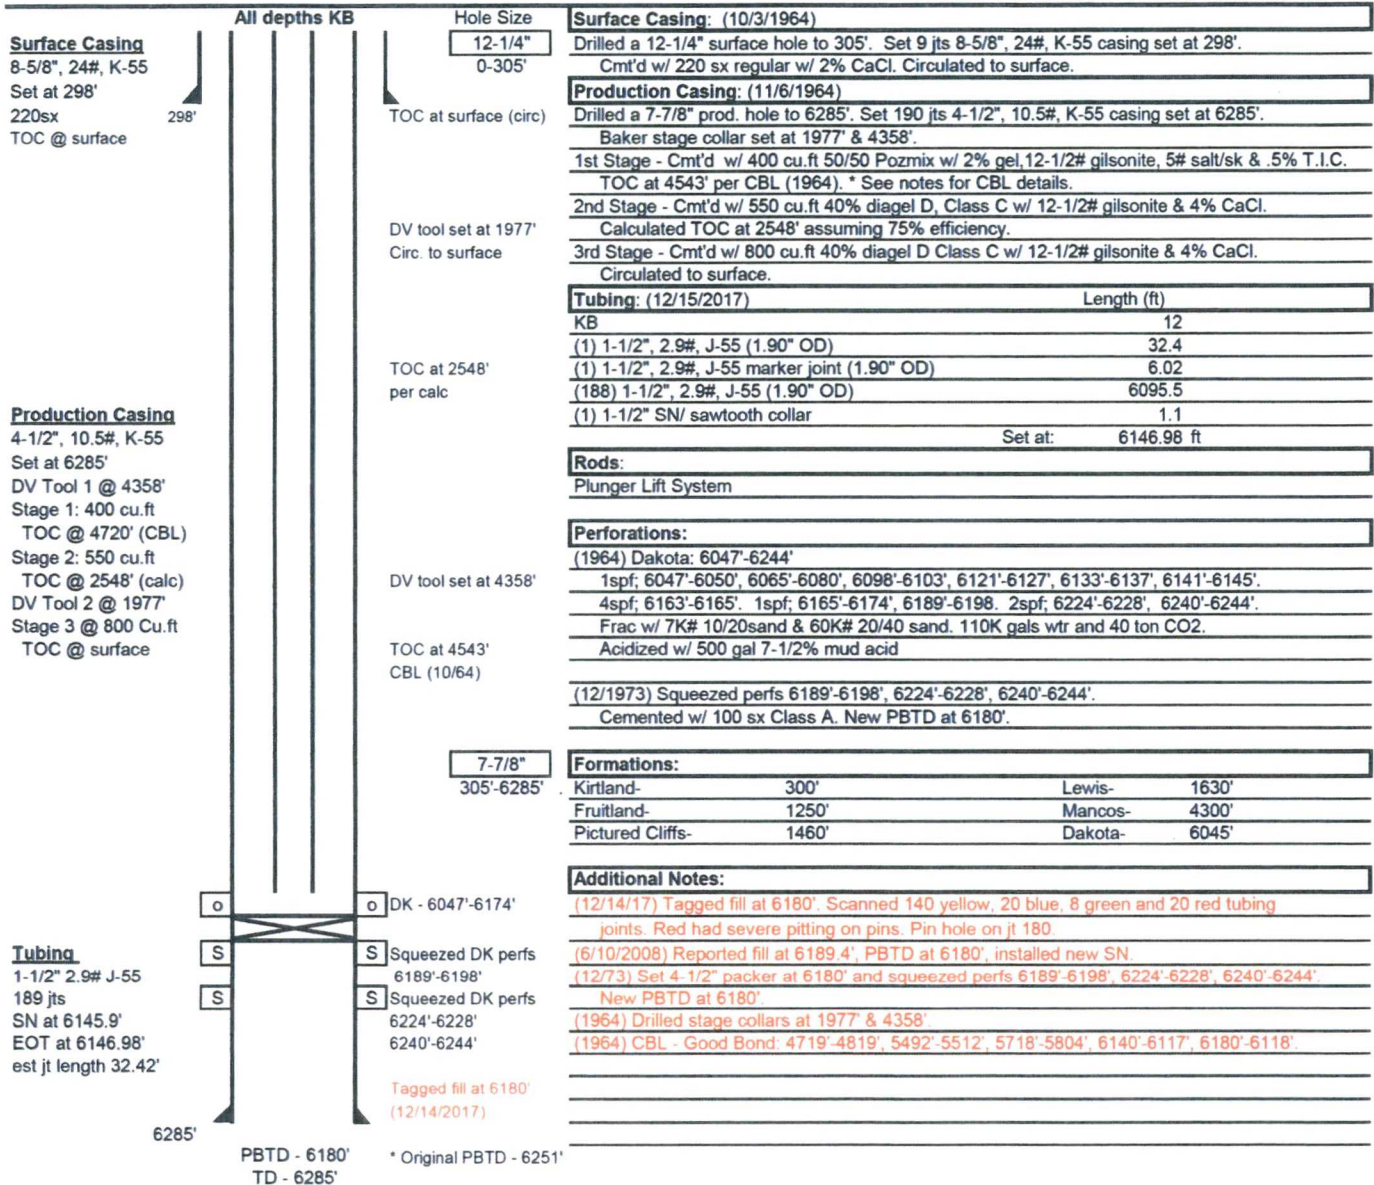 All depths KB
Surface Casing
8-5/8", 24#, K-55
Set at 298'
220sx
298'
TOC @ surface
Production Casing
4-1/2", 10.5#, K-55
Set at 6285'
DV Tool 1 @ 4358'
Stage 1: 400 cu.ft
TOC @ 4720' (CBL)
Stage 2: 550 cu.ft
TOC @ 2548' (calc)
DV Tool 2 @ 1977'
Stage 3 @ 800 Cu.ft
TOC @ surface
Tubing
1-1/2" 2.9# J-55
189 jts
SN at 6145.9'
EOT at 6146.98'
est jt length 32.42'
6285'
PBTD - 6180'
TD - 6285'
o
o
S
S
S
S
Hole Size
12-1/4"
0-305'
TOC at surface (circ)
DV tool set at 1977'
Circ. to surface
TOC at 2548'
per calc
DV tool set at 4358'
TOC at 4543'
CBL (10/64)
7-7/8"
305'-6285'
DK - 6047'-6174'
Squeezed DK perfs
6189'-6198'
Squeezed DK perfs
6224'-6228'
6240'-6244'
Tagged fill at 6180'
(12/14/2017)
* Original PBTD - 6251'
Surface Casing: (10/3/1964)
Drilled a 12-1/4" surface hole to 305'. Set 9 jts 8-5/8", 24#, K-55 casing set at 298'.
Cmt'd w/ 220 sx regular w/ 2% CaCl. Circulated to surface.
Production Casing: (11/6/1964)
Drilled a 7-7/8" prod. hole to 6285'. Set 190 jts 4-1/2", 10.5#, K-55 casing set at 6285'.
Baker stage collar set at 1977' & 4358'.
1st Stage - Cmt'd w/ 400 cu.ft 50/50 Pozmix w/ 2% gel,12-1/2# gilsonite, 5# salt/sk & .5% T.I.C.
TOC at 4543' per CBL (1964). * See notes for CBL details.
2nd Stage - Cmt'd w/ 550 cu.ft 40% diagel D, Class C w/ 12-1/2# gilsonite & 4% CaCl.
Calculated TOC at 2548' assuming 75% efficiency.
3rd Stage - Cmt'd w/ 800 cu.ft 40% diagel D Class C w/ 12-1/2# gilsonite & 4% CaCl.
Circulated to surface.
Tubing: (12/15/2017) Length (ft)
KB 12
(1) 1-1/2", 2.9#, J-55 (1.90" OD) 32.4
(1) 1-1/2", 2.9#, J-55 marker joint (1.90" OD) 6.02
(188) 1-1/2", 2.9#, J-55 (1.90" OD) 6095.5
(1) 1-1/2" SN/ sawtooth collar 1.1
Set at: 6146.98 ft
Rods:
Plunger Lift System
Perforations:
(1964) Dakota: 6047'-6244'
1spf; 6047'-6050', 6065'-6080', 6098'-6103', 6121'-6127', 6133'-6137', 6141'-6145'.
4spf; 6163'-6165'. 1spf; 6165'-6174', 6189'-6198. 2spf; 6224'-6228', 6240'-6244'.
Frac w/ 7K# 10/20sand & 60K# 20/40 sand. 110K gals wtr and 40 ton CO2.
Acidized w/ 500 gal 7-1/2% mud acid
(12/1973) Squeezed perfs 6189'-6198', 6224'-6228', 6240'-6244'.
Cemented w/ 100 sx Class A. New PBTD at 6180'.
Formations:
Kirtland- 300' Lewis- 1630'
Fruitland- 1250' Mancos- 4300'
Pictured Cliffs- 1460' Dakota- 6045'
Additional Notes:
(12/14/17) Tagged fill at 6180'. Scanned 140 yellow, 20 blue, 8 green and 20 red tubing
joints. Red had severe pitting on pins. Pin hole on jt 180.
(6/10/2008) Reported fill at 6189.4', PBTD at 6180', installed new SN.
(12/73) Set 4-1/2" packer at 6180' and squeezed perfs 6189'-6198', 6224'-6228', 6240'-6244'.
New PBTD at 6180'.
(1964) Drilled stage collars at 1977' & 4358'.
(1964) CBL - Good Bond: 4719'-4819', 5492'-5512', 5718'-5804', 6140'-6117', 6180'-6118'.